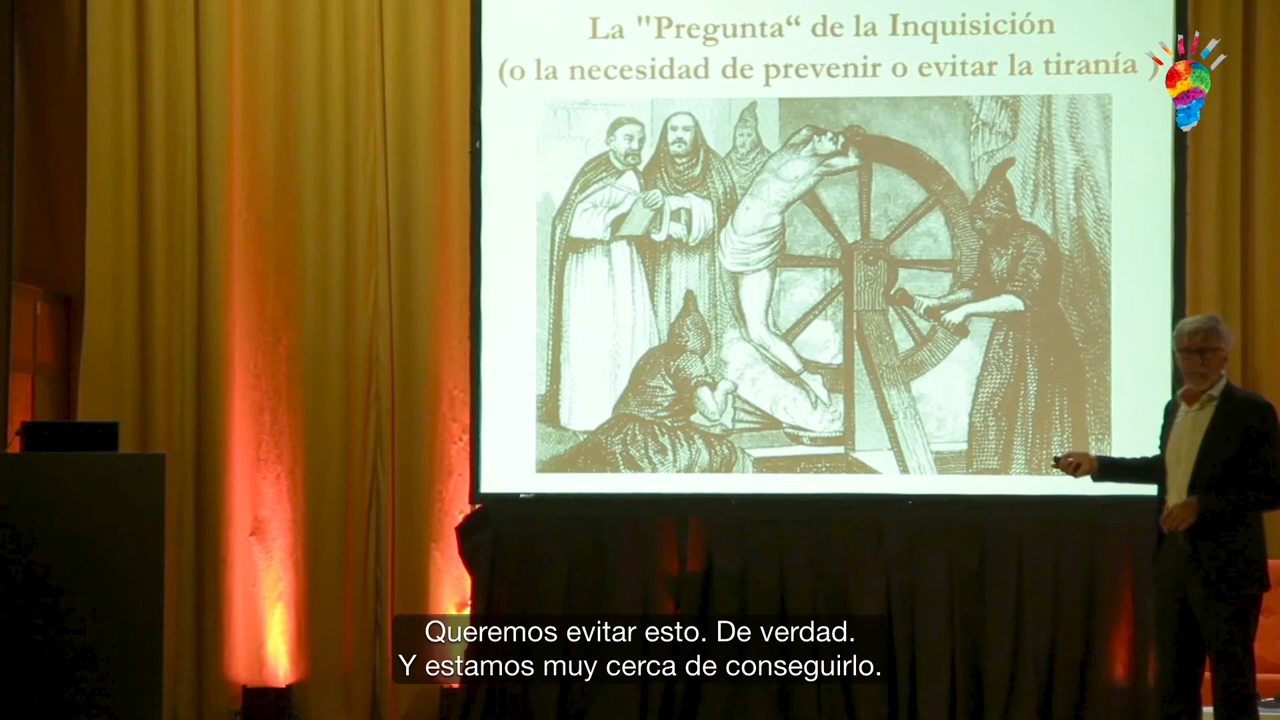 La "Pregunta“ de la Inquisición
(o la necesidad de prevenir o evitar la tiranía )
Queremos evitar esto. De verdad.
Y estamos muy cerca de conseguirlo.